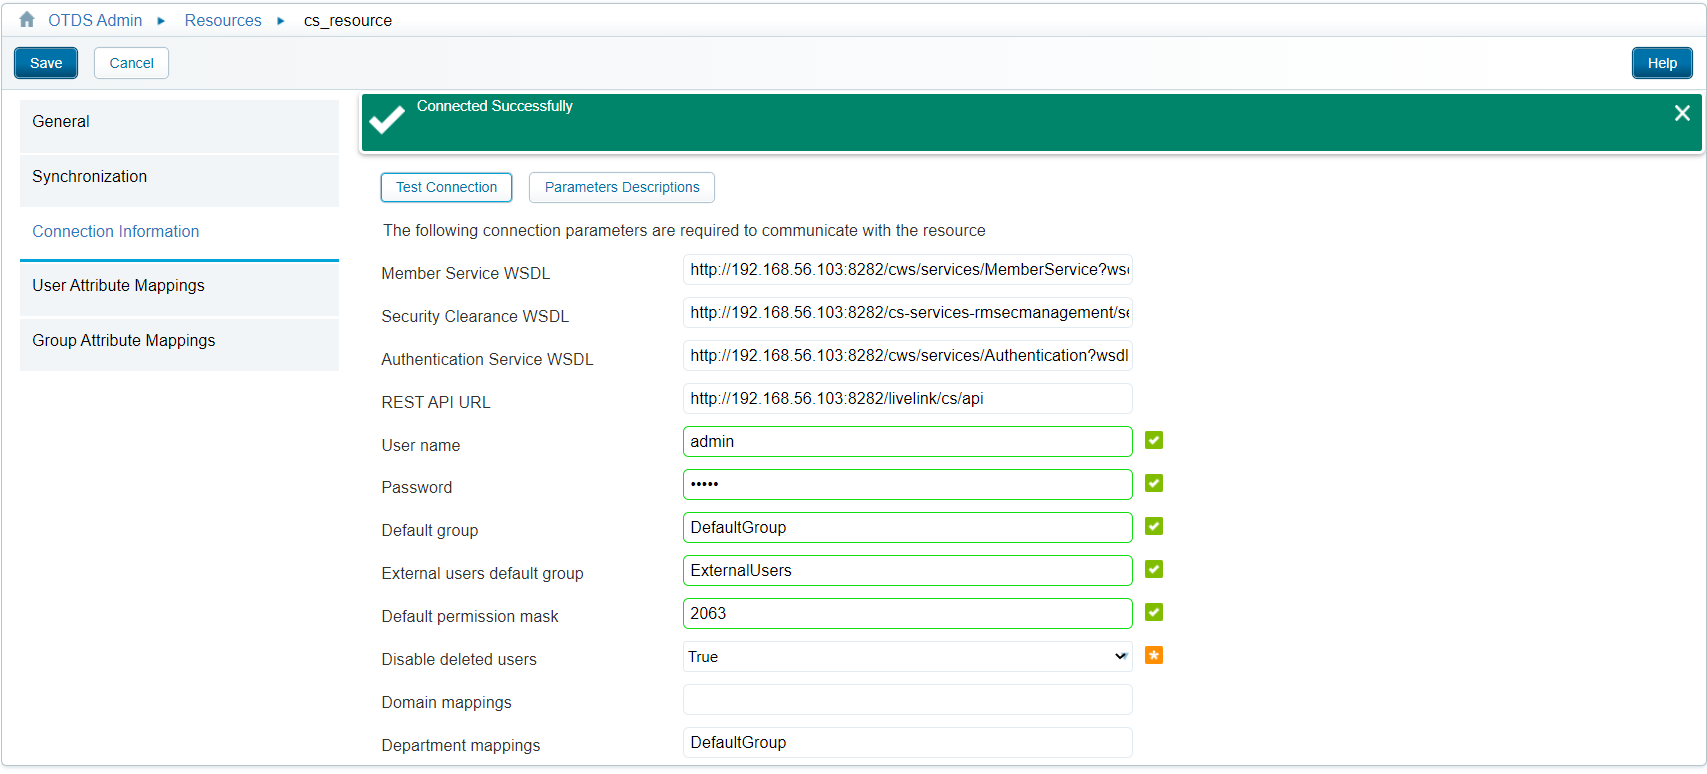 OTDS Admin ▸ Resources ▸ cs_resource
Save Cancel Help
General
Synchronization
Connection Information
User Attribute Mappings
Group Attribute Mappings
Connected Successfully
Test Connection Parameters Descriptions
The following connection parameters are required to communicate with the resource
Member Service WSDL http://192.168.56.103:8282/cws/services/MemberService?wsd
Security Clearance WSDL http://192.168.56.103:8282/cs-services-rmsecmanagement/se
Authentication Service WSDL http://192.168.56.103:8282/cws/services/Authentication?wsdl
REST API URL http://192.168.56.103:8282/livelink/cs/api
User name admin
Password •••••
Default group DefaultGroup
External users default group ExternalUsers
Default permission mask 2063
Disable deleted users True
Domain mappings
Department mappings DefaultGroup